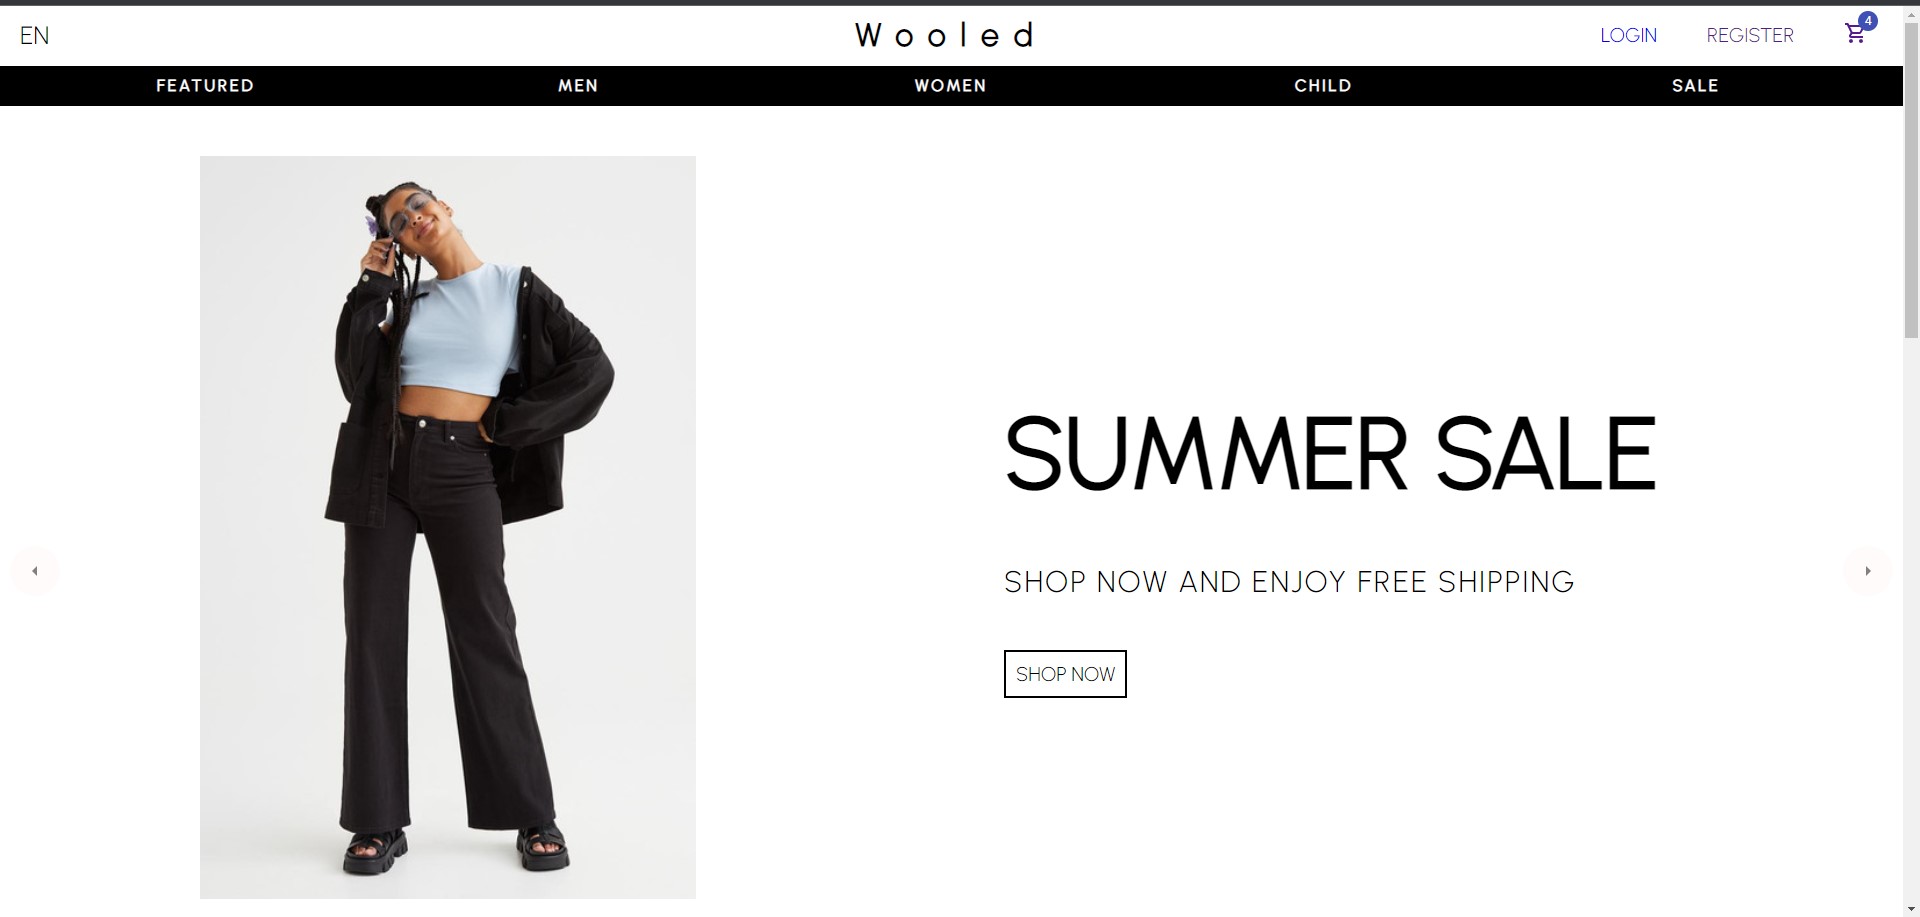 EN
Wooled
LOGIN
REGISTER
4
FEATURED
MEN
WOMEN
CHILD
SALE
SUMMER SALE
SHOP NOW AND ENJOY FREE SHIPPING
SHOP NOW